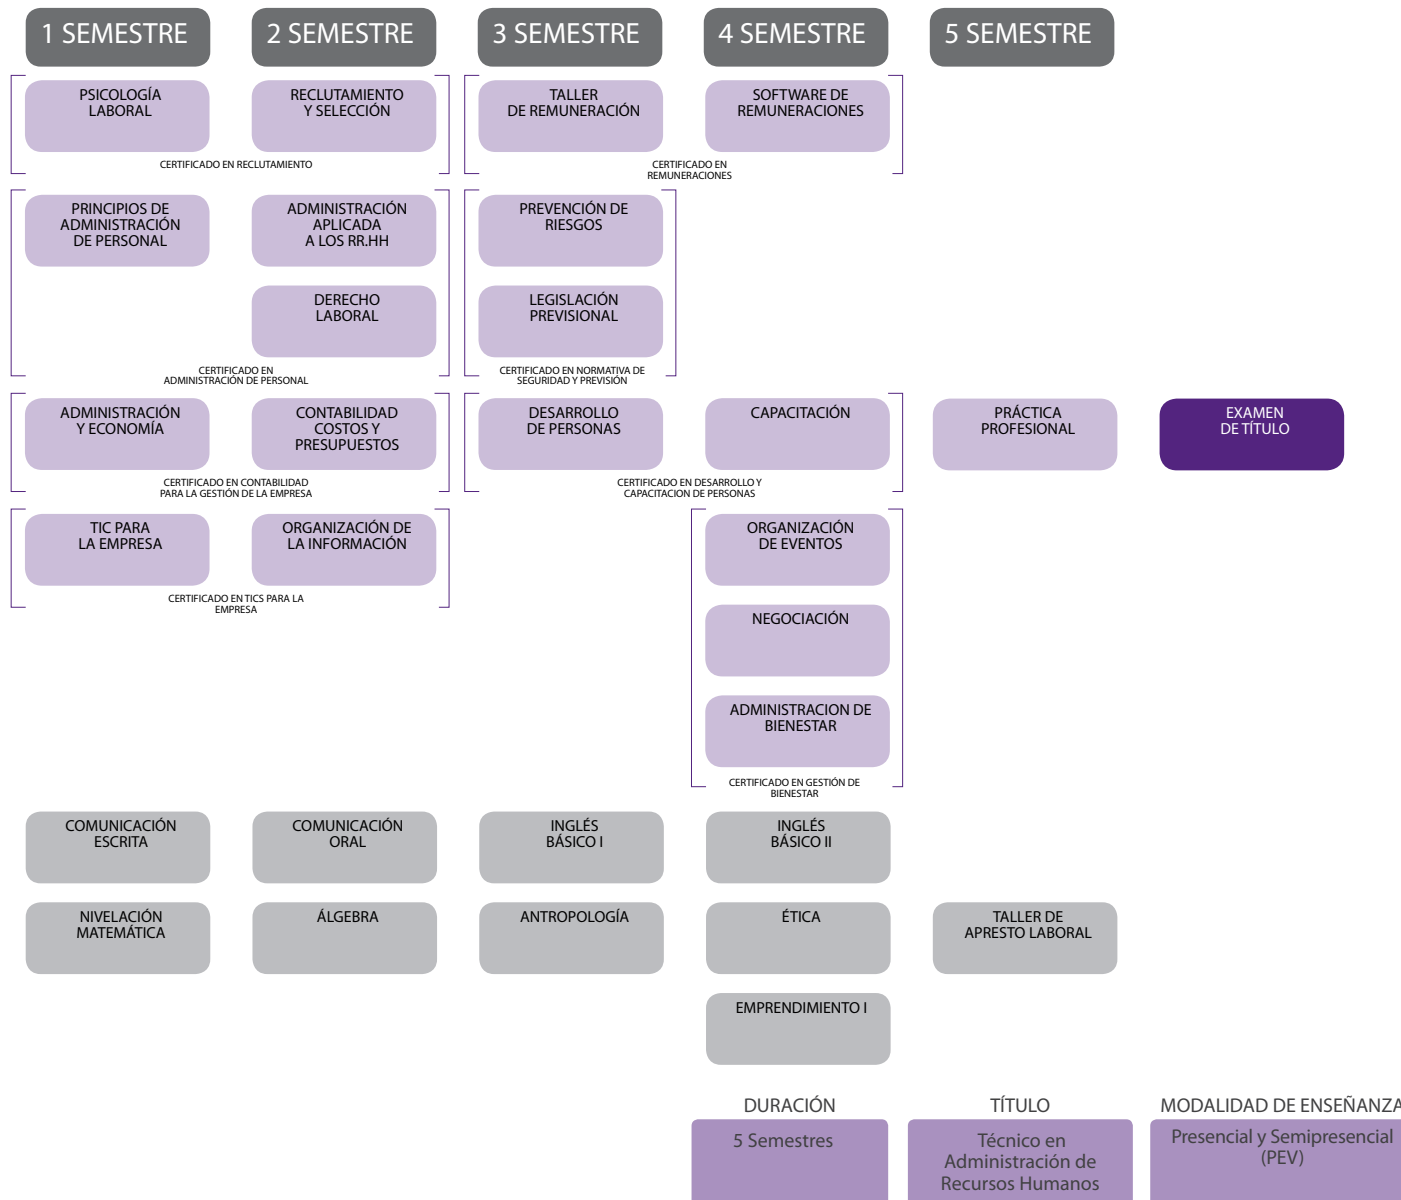 1 SEMESTRE
2 SEMESTRE
3 SEMESTRE
4 SEMESTRE
5 SEMESTRE
PSICOLOGÍA
LABORAL
RECLUTAMIENTO
Y SELECCIÓN
CERTIFICADO EN RECLUTAMIENTO
TALLER
DE REMUNERACIÓN
SOFTWARE DE
REMUNERACIONES
CERTIFICADO EN
REMUNERACIONES
PRINCIPIOS DE
ADMINISTRACIÓN
DE PERSONAL
ADMINISTRACIÓN
APLICADA
A LOS RR.HH
DERECHO
LABORAL
CERTIFICADO EN
ADMINISTRACIÓN DE PERSONAL
PREVENCIÓN DE
RIESGOS
LEGISLACIÓN
PREVISIONAL
CERTIFICADO EN NORMATIVA DE
SEGURIDAD Y PREVISIÓN
ADMINISTRACIÓN
Y ECONOMÍA
CONTABILIDAD
COSTOS Y
PRESUPUESTOS
CERTIFICADO EN CONTABILIDAD
PARA LA GESTIÓN DE LA EMPRESA
DESARROLLO
DE PERSONAS
CAPACITACIÓN
CERTIFICADO EN DESARROLLO Y
CAPACITACION DE PERSONAS
PRÁCTICA
PROFESIONAL
EXAMEN
DE TÍTULO
TIC PARA
LA EMPRESA
ORGANIZACIÓN DE
LA INFORMACIÓN
CERTIFICADO EN TICS PARA LA
EMPRESA
ORGANIZACIÓN
DE EVENTOS
NEGOCIACIÓN
ADMINISTRACION DE
BIENESTAR
CERTIFICADO EN GESTIÓN DE
BIENESTAR
COMUNICACIÓN
ESCRITA
COMUNICACIÓN
ORAL
INGLÉS
BÁSICO I
INGLÉS
BÁSICO II
NIVELACIÓN
MATEMÁTICA
ÁLGEBRA
ANTROPOLOGÍA
ÉTICA
TALLER DE
APRESTO LABORAL
EMPRENDIMIENTO I
DURACIÓN
5 Semestres
TÍTULO
Técnico en
Administración de
Recursos Humanos
MODALIDAD DE ENSEÑANZA
Presencial y Semipresencial
(PEV)